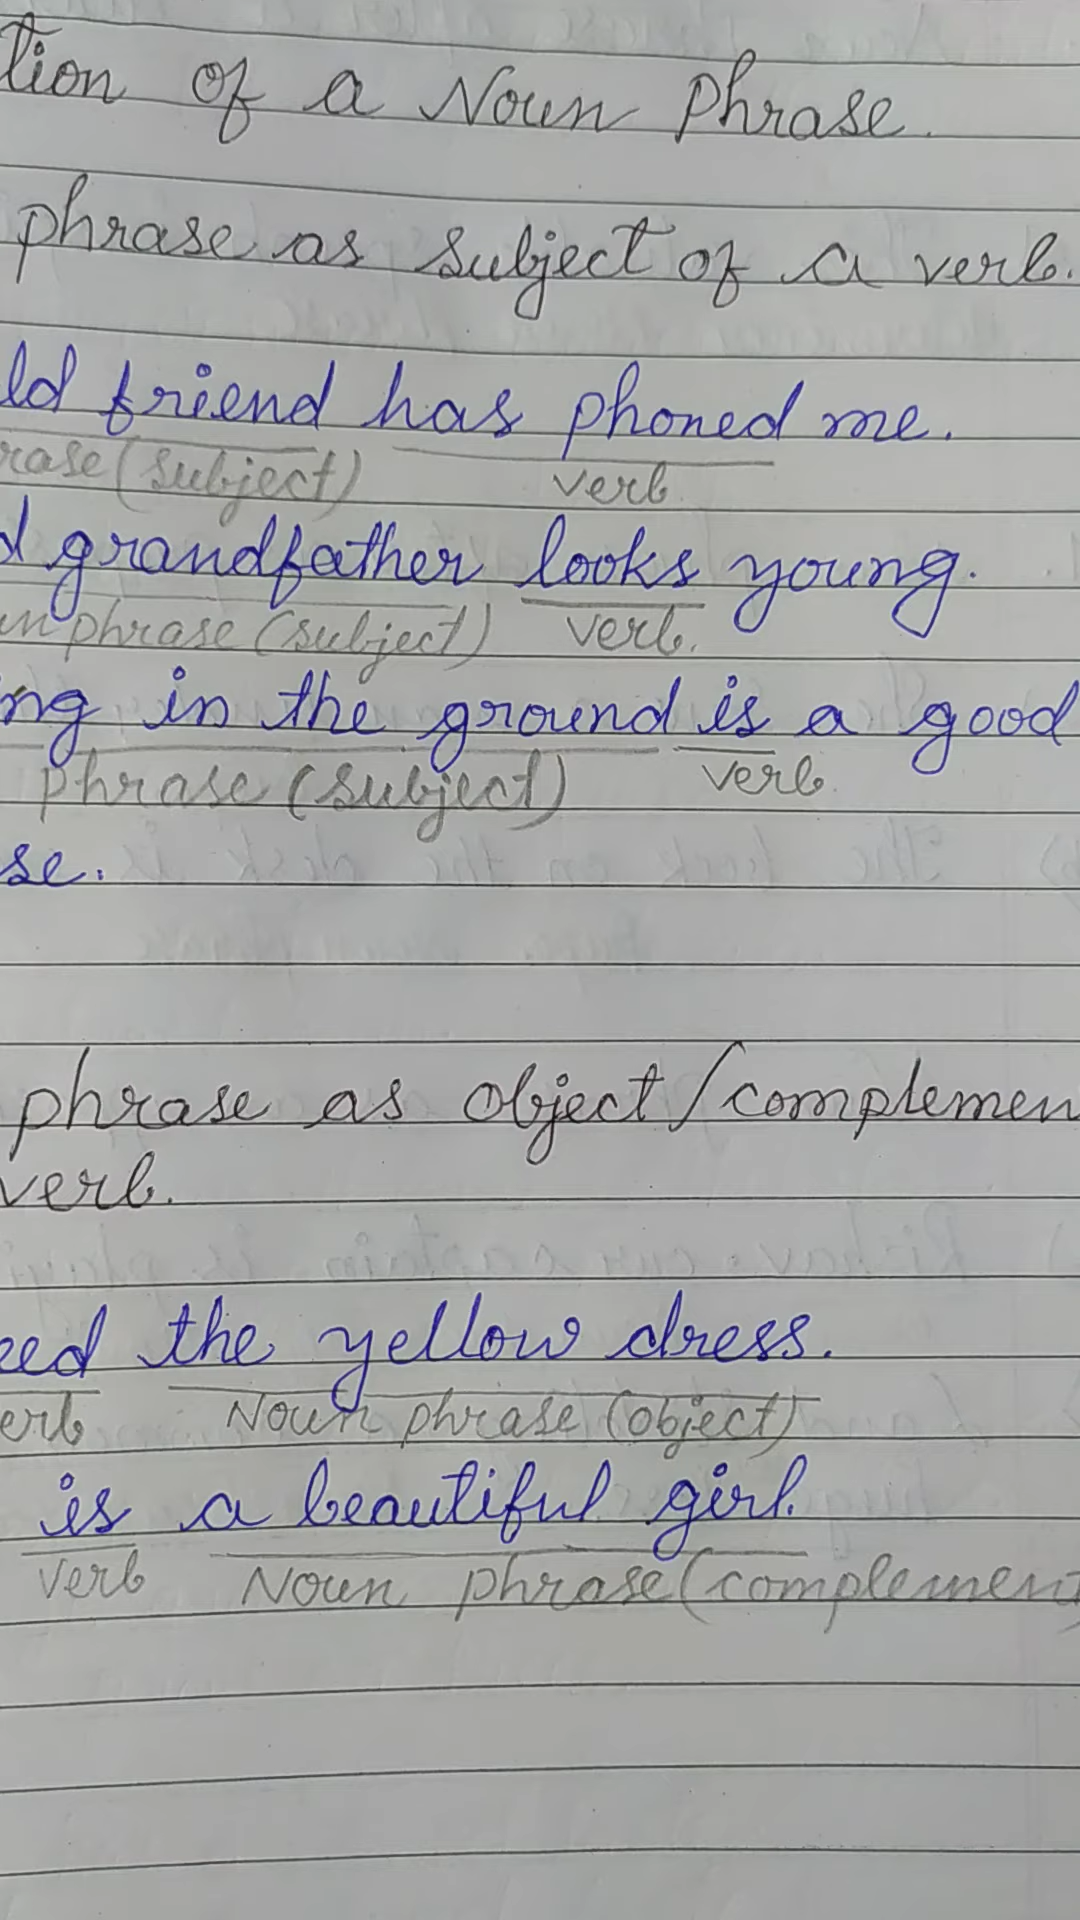 tion of a Noun Phrase.
phrase as subject of a verb.
ld friend has phoned me.
rase (subject) verb
d grandfather looks young.
un phrase (subject) verb.
ng in the ground is a good
phrase (subject) verb
se.
phrase as object/complemen
verb.
the yellow dress.
erb Noun phrase (object)
is a beautiful girl.
verb Noun phrase (complement